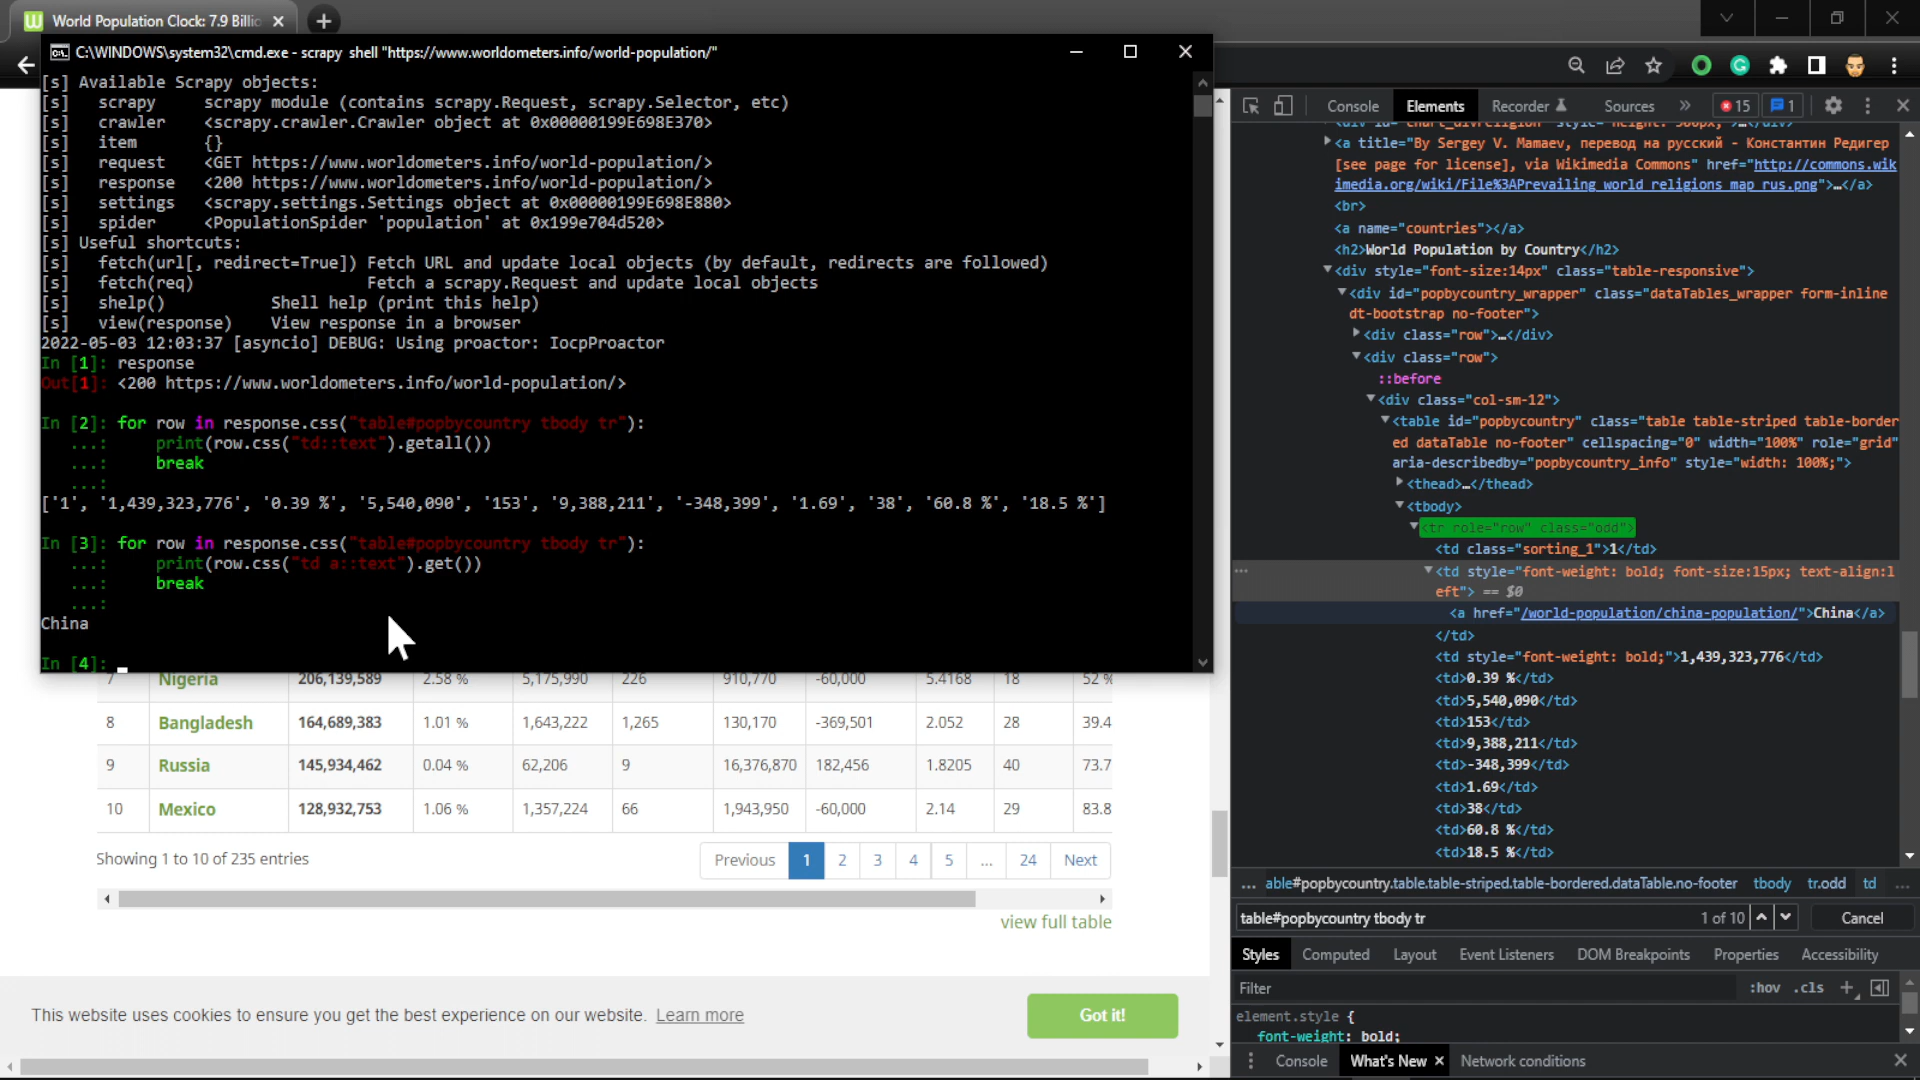 World Population Clock: 7.9 Billio
C:\WINDOWS\system32\cmd.exe - scrapy  shell "https://www.worldometers.info/world-population/"
[s] Available Scrapy objects:
[s]   scrapy     scrapy module (contains scrapy.Request, scrapy.Selector, etc)
[s]   crawler    <scrapy.crawler.Crawler object at 0x00000199E698E370>
[s]   item       {}
[s]   request    <GET https://www.worldometers.info/world-population/>
[s]   response   <200 https://www.worldometers.info/world-population/>
[s]   settings   <scrapy.settings.Settings object at 0x00000199E698E880>
[s]   spider     <PopulationSpider 'population' at 0x199e704d520>
[s] Useful shortcuts:
[s]   fetch(url[, redirect=True]) Fetch URL and update local objects (by default, redirects are followed)
[s]   fetch(req)                  Fetch a scrapy.Request and update local objects
[s]   shelp()           Shell help (print this help)
[s]   view(response)    View response in a browser
2022-05-03 12:03:37 [asyncio] DEBUG: Using proactor: IocpProactor
In [1]: response
Out[1]: <200 https://www.worldometers.info/world-population/>
In [2]: for row in response.css("table#popbycountry tbody tr"):
   ...:     print(row.css("td::text").getall())
   ...:     break
   ...:
['1', '1,439,323,776', '0.39 %', '5,540,090', '153', '9,388,211', '-348,399', '1.69', '38', '60.8 %', '18.5 %']
In [3]: for row in response.css("table#popbycountry tbody tr"):
   ...:     print(row.css("td a::text").get())
   ...:     break
   ...:
China
In [4]:
7 Nigeria 206,139,589 2.58 % 5,175,990 226 910,770 -60,000 5.4168 18 52 %
8 Bangladesh 164,689,383 1.01 % 1,643,222 1,265 130,170 -369,501 2.052 28 39.4
9 Russia 145,934,462 0.04 % 62,206 9 16,376,870 182,456 1.8205 40 73.7
10 Mexico 128,932,753 1.06 % 1,357,224 66 1,943,950 -60,000 2.14 29 83.8
Showing 1 to 10 of 235 entries
Previous 1 2 3 4 5 ... 24 Next
view full table
This website uses cookies to ensure you get the best experience on our website. Learn more
Got it!
Console Elements Recorder Sources » 15 1
<div id="chart_divreligion" style="height: 500px;">…</div>
<a title="By Sergey V. Mamaev, перевод на русский - Константин Редигер
[see page for license], via Wikimedia Commons" href="http://commons.wik
imedia.org/wiki/File%3APrevailing_world_religions_map_rus.png">…</a>
<br>
<a name="countries"></a>
<h2>World Population by Country</h2>
<div style="font-size:14px" class="table-responsive">
<div id="popbycountry_wrapper" class="dataTables_wrapper form-inline
dt-bootstrap no-footer">
<div class="row">…</div>
<div class="row">
::before
<div class="col-sm-12">
<table id="popbycountry" class="table table-striped table-border
ed dataTable no-footer" cellspacing="0" width="100%" role="grid"
aria-describedby="popbycountry_info" style="width: 100%;">
<thead>…</thead>
<tbody>
<tr role="row" class="odd">
<td class="sorting_1">1</td>
<td style="font-weight: bold; font-size:15px; text-align:l
eft"> == $0
<a href="/world-population/china-population/">China</a>
</td>
<td style="font-weight: bold;">1,439,323,776</td>
<td>0.39 %</td>
<td>5,540,090</td>
<td>153</td>
<td>9,388,211</td>
<td>-348,399</td>
<td>1.69</td>
<td>38</td>
<td>60.8 %</td>
<td>18.5 %</td>
... able#popbycountry.table.table-striped.table-bordered.dataTable.no-footer tbody tr.odd td ...
table#popbycountry tbody tr 1 of 10 Cancel
Styles Computed Layout Event Listeners DOM Breakpoints Properties Accessibility
Filter :hov .cls +
element.style {
font-weight: bold;
Console What's New × Network conditions